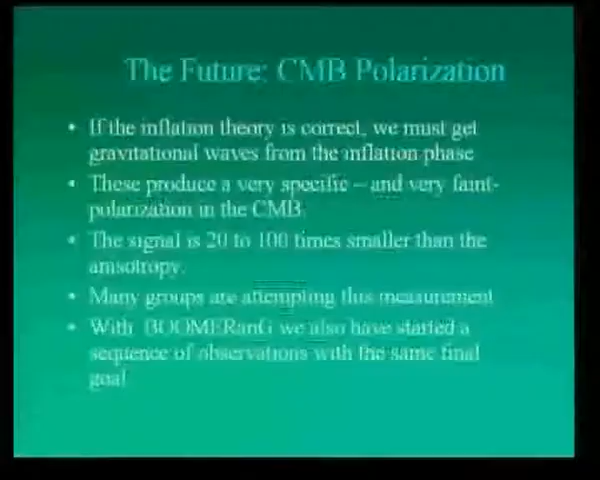 The Future: CMB Polarization
• If the inflation theory is correct, we must get
gravitational waves from the inflation phase
• These produce a very specific – and very faint-
polarization in the CMB.
• The signal is 20 to 100 times smaller than the
anisotropy.
• Many groups are attempting this measurement
• With BOOMERanG we also have started a
sequence of observations with the same final
goal